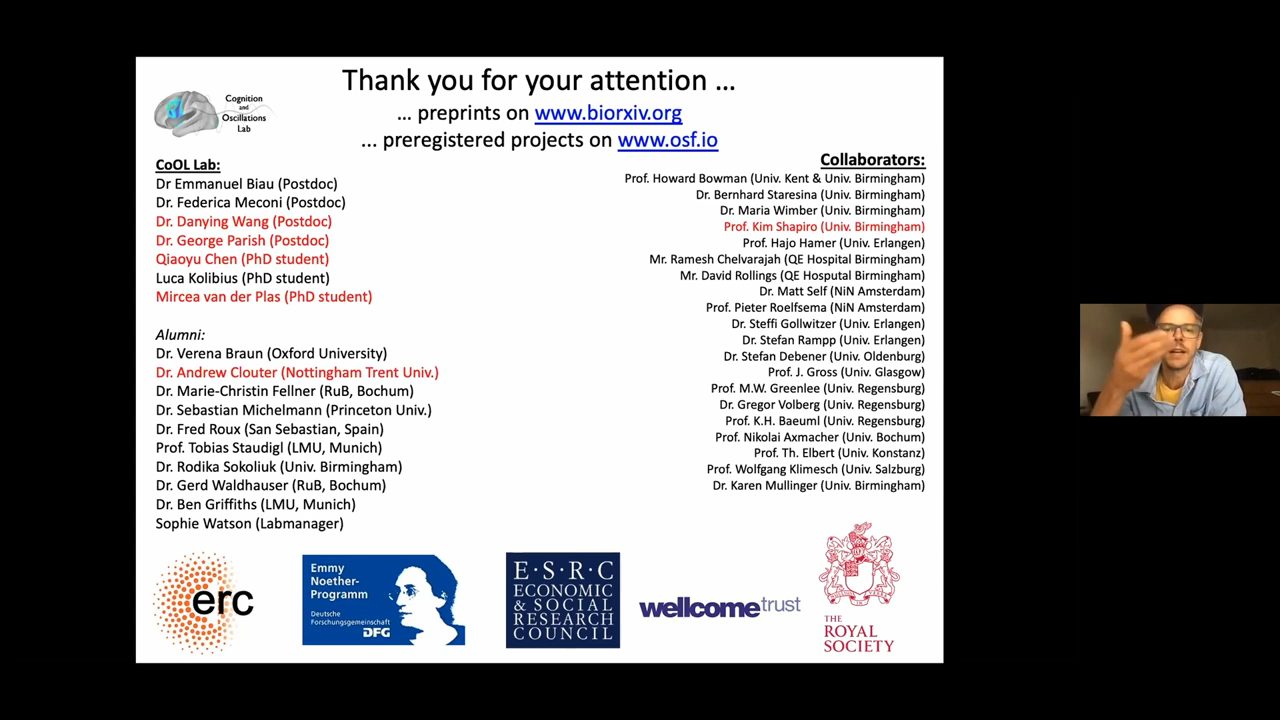 Thank you for your attention ...
... preprints on www.biorxiv.org
... preregistered projects on www.osf.io
Cognition
and
Oscillations
Lab
CoOL Lab:
Dr Emmanuel Biau (Postdoc)
Dr. Federica Meconi (Postdoc)
Dr. Danying Wang (Postdoc)
Dr. George Parish (Postdoc)
Qiaoyu Chen (PhD student)
Luca Kolibius (PhD student)
Mircea van der Plas (PhD student)
Alumni:
Dr. Verena Braun (Oxford University)
Dr. Andrew Clouter (Nottingham Trent Univ.)
Dr. Marie-Christin Fellner (RuB, Bochum)
Dr. Sebastian Michelmann (Princeton Univ.)
Dr. Fred Roux (San Sebastian, Spain)
Prof. Tobias Staudigl (LMU, Munich)
Dr. Rodika Sokoliuk (Univ. Birmingham)
Dr. Gerd Waldhauser (RuB, Bochum)
Dr. Ben Griffiths (LMU, Munich)
Sophie Watson (Labmanager)
Collaborators:
Prof. Howard Bowman (Univ. Kent & Univ. Birmingham)
Dr. Bernhard Staresina (Univ. Birmingham)
Dr. Maria Wimber (Univ. Birmingham)
Prof. Kim Shapiro (Univ. Birmingham)
Prof. Hajo Hamer (Univ. Erlangen)
Mr. Ramesh Chelvarajah (QE Hospital Birmingham)
Mr. David Rollings (QE Hosputal Birmingham)
Dr. Matt Self (NiN Amsterdam)
Prof. Pieter Roelfsema (NiN Amsterdam)
Dr. Steffi Gollwitzer (Univ. Erlangen)
Dr. Stefan Rampp (Univ. Erlangen)
Dr. Stefan Debener (Univ. Oldenburg)
Prof. J. Gross (Univ. Glasgow)
Prof. M.W. Greenlee (Univ. Regensburg)
Dr. Gregor Volberg (Univ. Regensburg)
Prof. K.H. Baeuml (Univ. Regensburg)
Prof. Nikolai Axmacher (Univ. Bochum)
Prof. Th. Elbert (Univ. Konstanz)
Prof. Wolfgang Klimesch (Univ. Salzburg)
Dr. Karen Mullinger (Univ. Birmingham)
erc
Emmy
Noether-
Programm
Deutsche
Forschungsgemeinschaft
DFG
E·S·R·C
ECONOMIC
& SOCIAL
RESEARCH
COUNCIL
wellcometrust
THE
ROYAL
SOCIETY